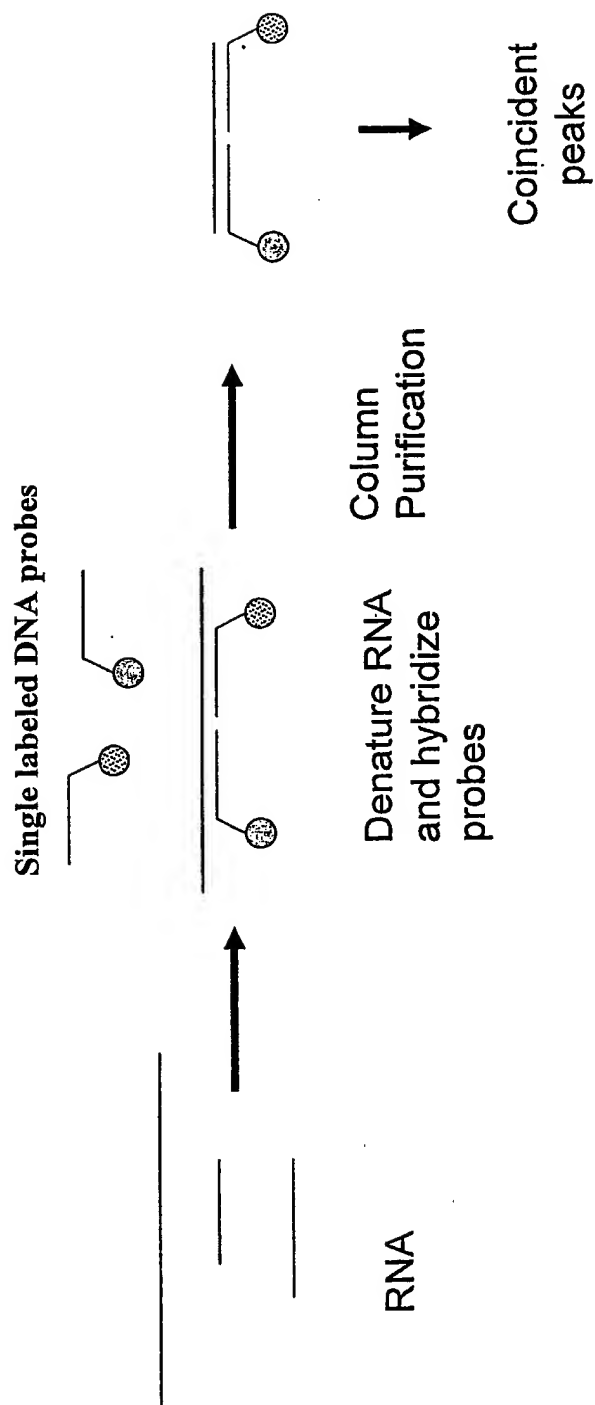 Single labeled DNA probes
RNA
Denature RNA
and hybridize
probes
Column
Purification
Coincident
peaks